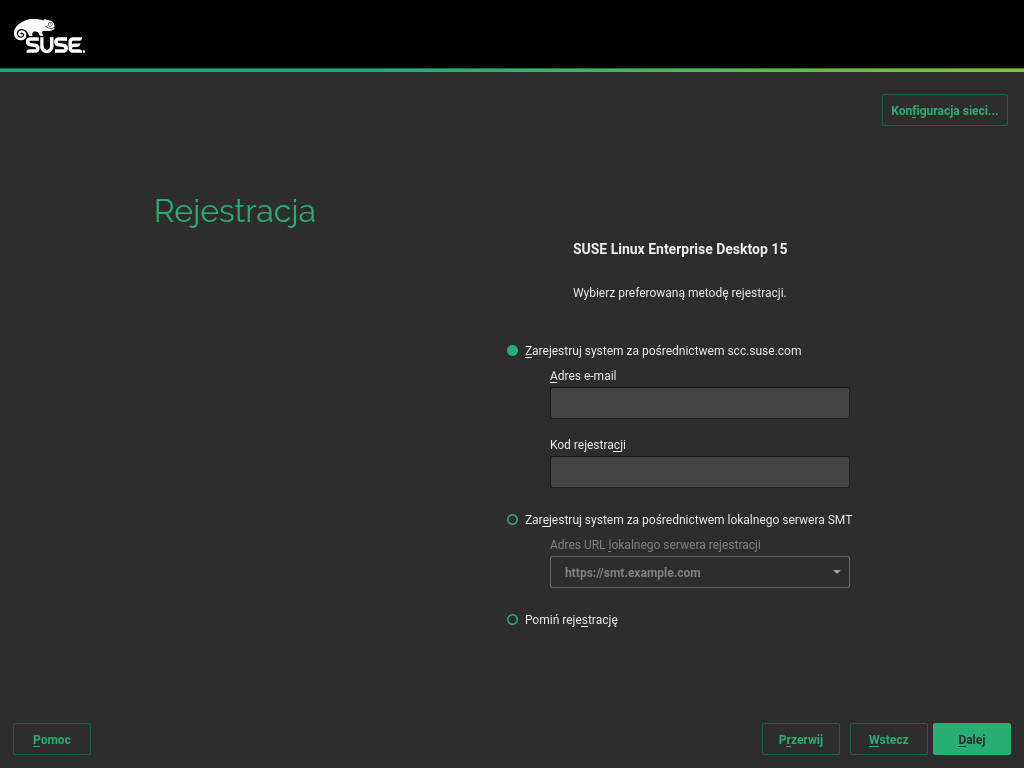 SUSE.
Konfiguracja sieci...
Rejestracja
SUSE Linux Enterprise Desktop 15
Wybierz preferowaną metodę rejestracji.
Zarejestruj system za pośrednictwem scc.suse.com
Adres e-mail
Kod rejestracji
Zarejestruj system za pośrednictwem lokalnego serwera SMT
Adres URL lokalnego serwera rejestracji
https://smt.example.com
Pomiń rejestrację
Pomoc
Przerwij
Wstecz
Dalej